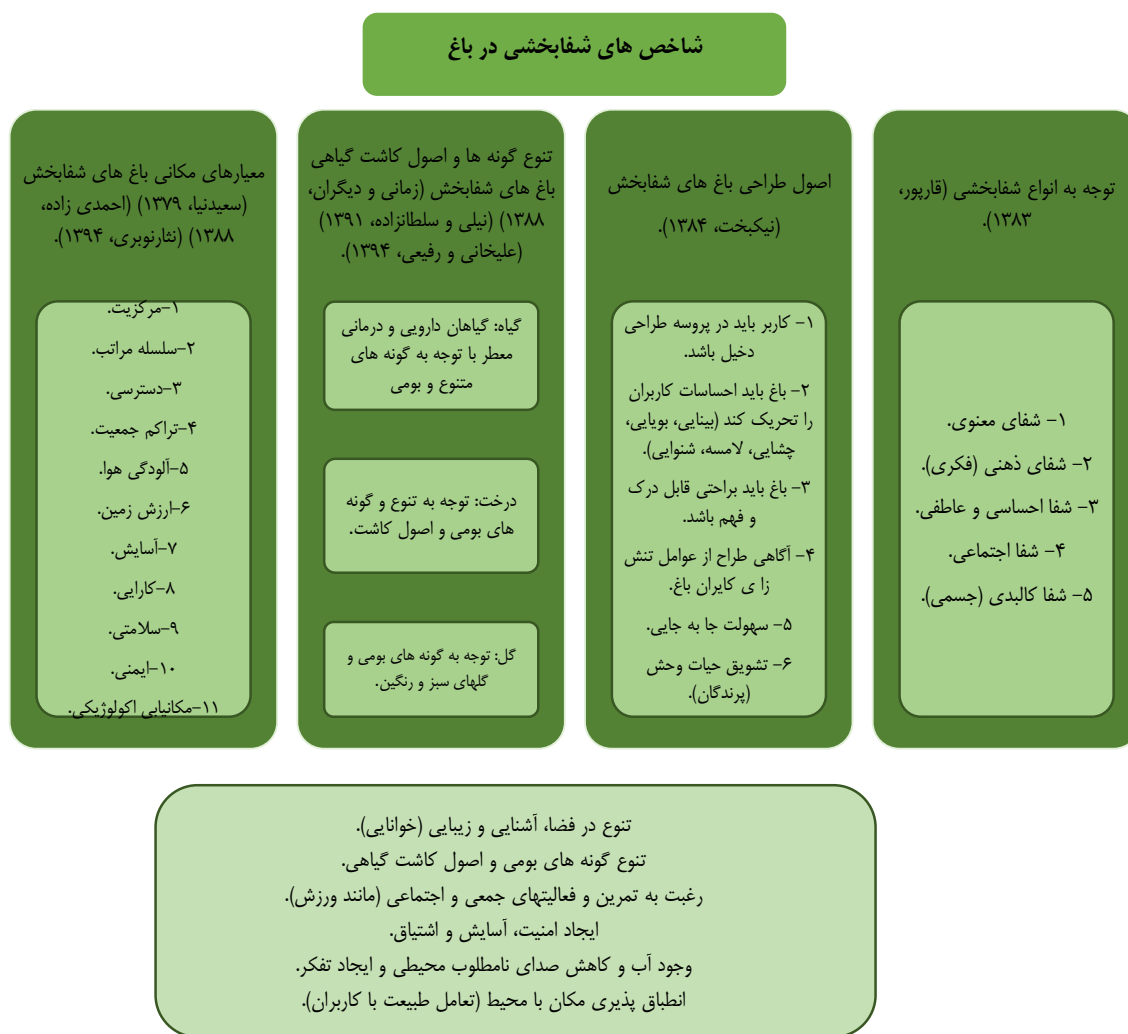 شاخص های شفابخشی در باغ
توجه به انواع شفابخشی (قارپور،
۱۳۸۳).
۱- شفای معنوی.
۲- شفای ذهنی (فکری).
۳- شفا احساسی و عاطفی.
۴- شفا اجتماعی.
۵- شفا کالبدی (جسمی).
اصول طراحی باغ های شفابخش
(نیکبخت، ۱۳۸۴).
۱- کاربر باید در پروسه طراحی
دخیل باشد.
۲- باغ باید احساسات کاربران
را تحریک کند (بینایی، بویایی،
چشایی، لامسه، شنوایی).
۳- باغ باید براحتی قابل درک
و فهم باشد.
۴- آگاهی طراح از عوامل تنش
زا ی کایران باغ.
۵- سهولت جا به جایی.
۶- تشویق حیات وحش
(پرندگان).
تنوع گونه ها و اصول کاشت گیاهی
باغ های شفابخش (زمانی و دیگران،
۱۳۸۸) (نیلی و سلطانزاده، ۱۳۹۱)
(علیخانی و رفیعی، ۱۳۹۴).
گیاه: گیاهان دارویی و درمانی
معطر با توجه به گونه های
متنوع و بومی
درخت: توجه به تنوع و گونه
های بومی و اصول کاشت.
گل: توجه به گونه های بومی و
گلهای سبز و رنگین.
معیارهای مکانی باغ های شفابخش
(سعیدنیا، ۱۳۷۹) (احمدی زاده،
۱۳۸۸) (نثارنوبری، ۱۳۹۴).
۱-مرکزیت.
۲-سلسله مراتب.
۳-دسترسی.
۴-تراکم جمعیت.
۵-آلودگی هوا.
۶-ارزش زمین.
۷-آسایش.
۸-کارایی.
۹-سلامتی.
۱۰-ایمنی.
۱۱-مکانیابی اکولوژیکی.
تنوع در فضا، آشنایی و زیبایی (خوانایی).
تنوع گونه های بومی و اصول کاشت گیاهی.
رغبت به تمرین و فعالیتهای جمعی و اجتماعی (مانند ورزش).
ایجاد امنیت، آسایش و اشتیاق.
وجود آب و کاهش صدای نامطلوب محیطی و ایجاد تفکر.
انطباق پذیری مکان با محیط (تعامل طبیعت با کاربران).